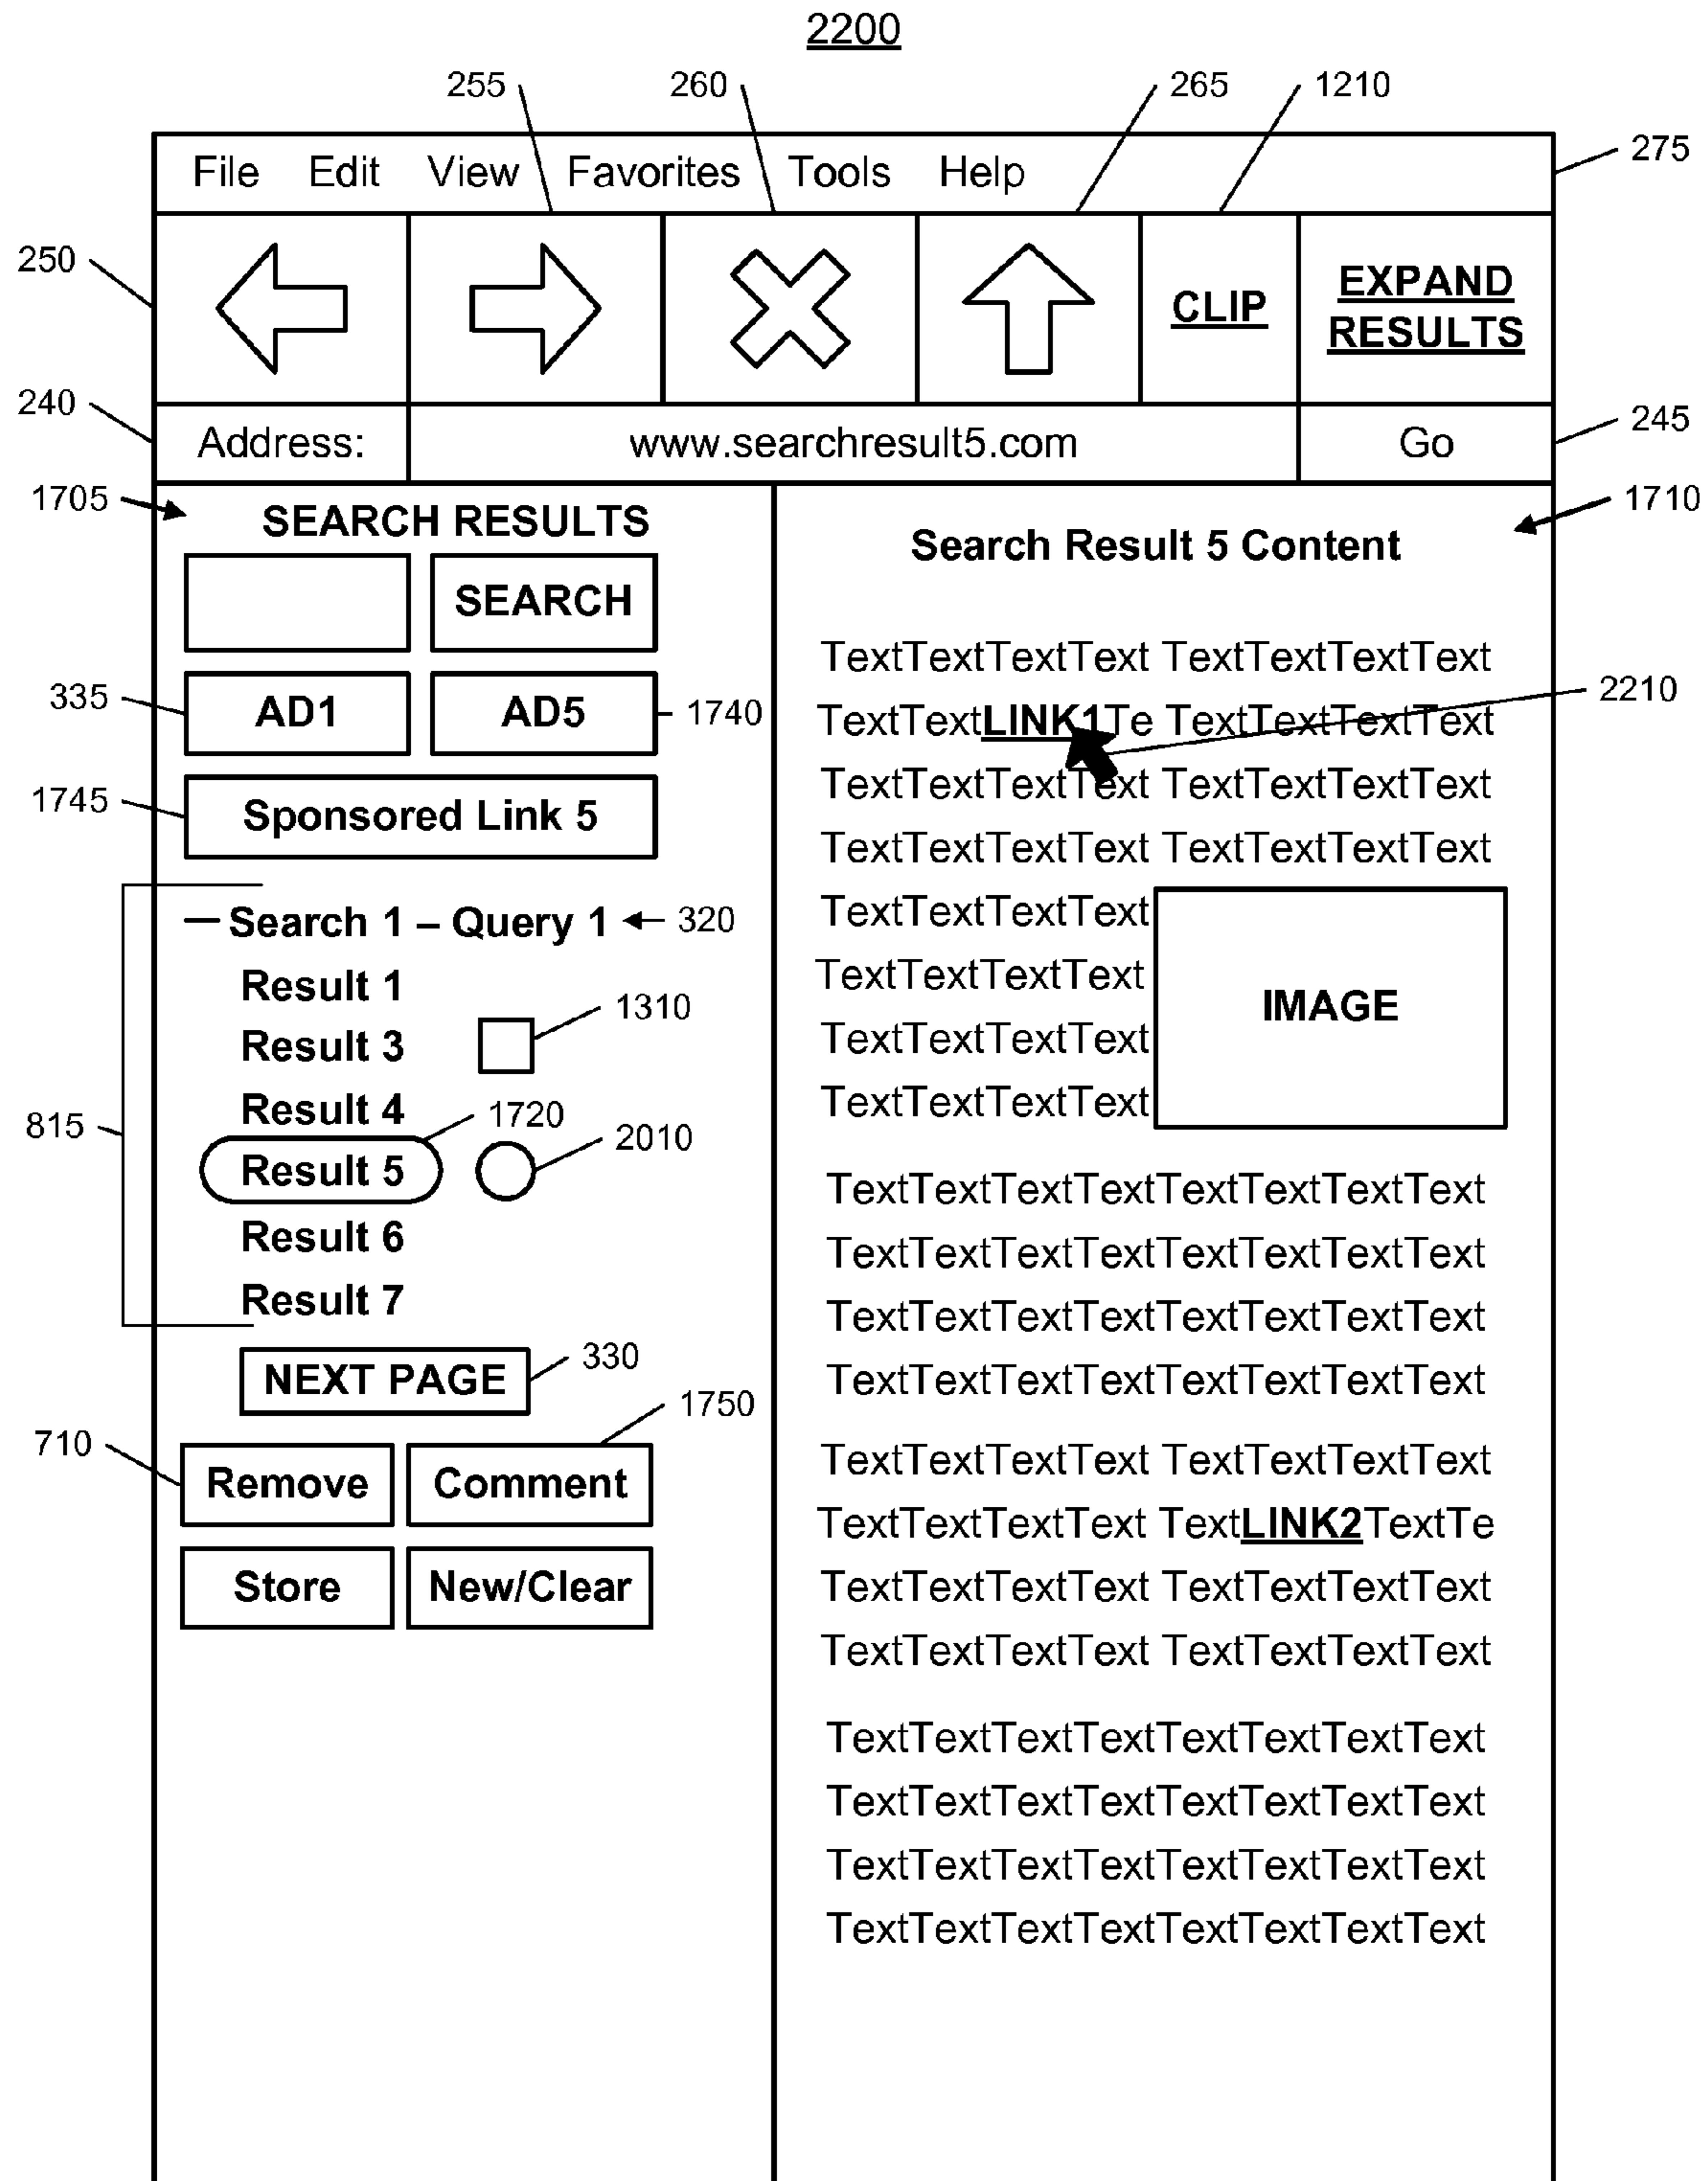 2200
255 260 265 1210
File Edit View Favorites Tools Help 275
250 CLIP EXPAND RESULTS
240 Address: www.searchresult5.com Go 245
1705 SEARCH RESULTS
SEARCH
335 AD1 AD5 1740
1745 Sponsored Link 5
815
— Search 1 – Query 1 320
Result 1
Result 3 1310
Result 4 1720
Result 5 2010
Result 6
Result 7
NEXT PAGE 330
710 Remove Comment 1750
Store New/Clear
1710
Search Result 5 Content
TextTextTextText TextTextTextText
2210
TextTextLINK1Te TextTextTextText
TextTextTextText TextTextTextText
TextTextTextText TextTextTextText
TextTextTextText
TextTextTextText
TextTextTextText
TextTextTextText
IMAGE
TextTextTextTextTextTextTextText
TextTextTextTextTextTextTextText
TextTextTextTextTextTextTextText
TextTextTextTextTextTextTextText
TextTextTextText TextTextTextText
TextTextTextText TextLINK2TextTe
TextTextTextText TextTextTextText
TextTextTextText TextTextTextText
TextTextTextTextTextTextTextText
TextTextTextTextTextTextTextText
TextTextTextTextTextTextTextText
TextTextTextTextTextTextTextText